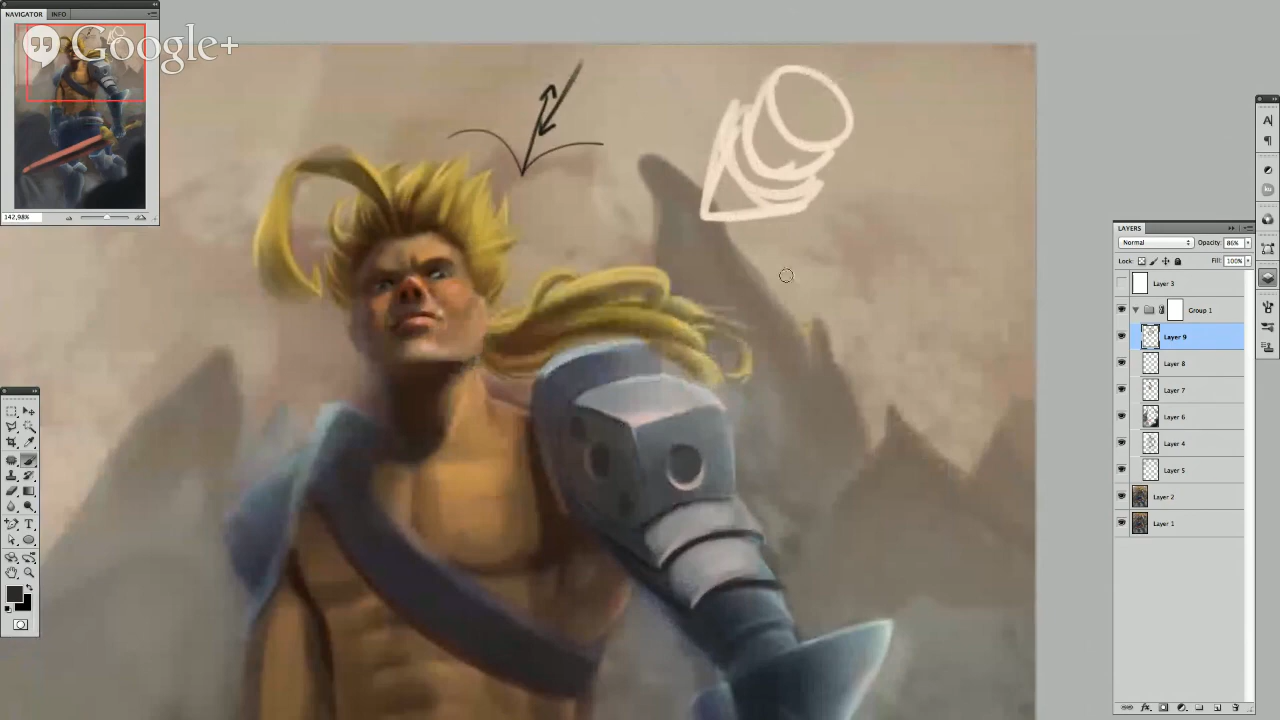 NAVIGATOR INFO
Google+
142,98%
LAYERS
Normal Opacity: 86%
Lock: Fill: 100%
Layer 3
Group 1
Layer 9
Layer 8
Layer 7
Layer 6
Layer 4
Layer 5
Layer 2
Layer 1
A
ku
T